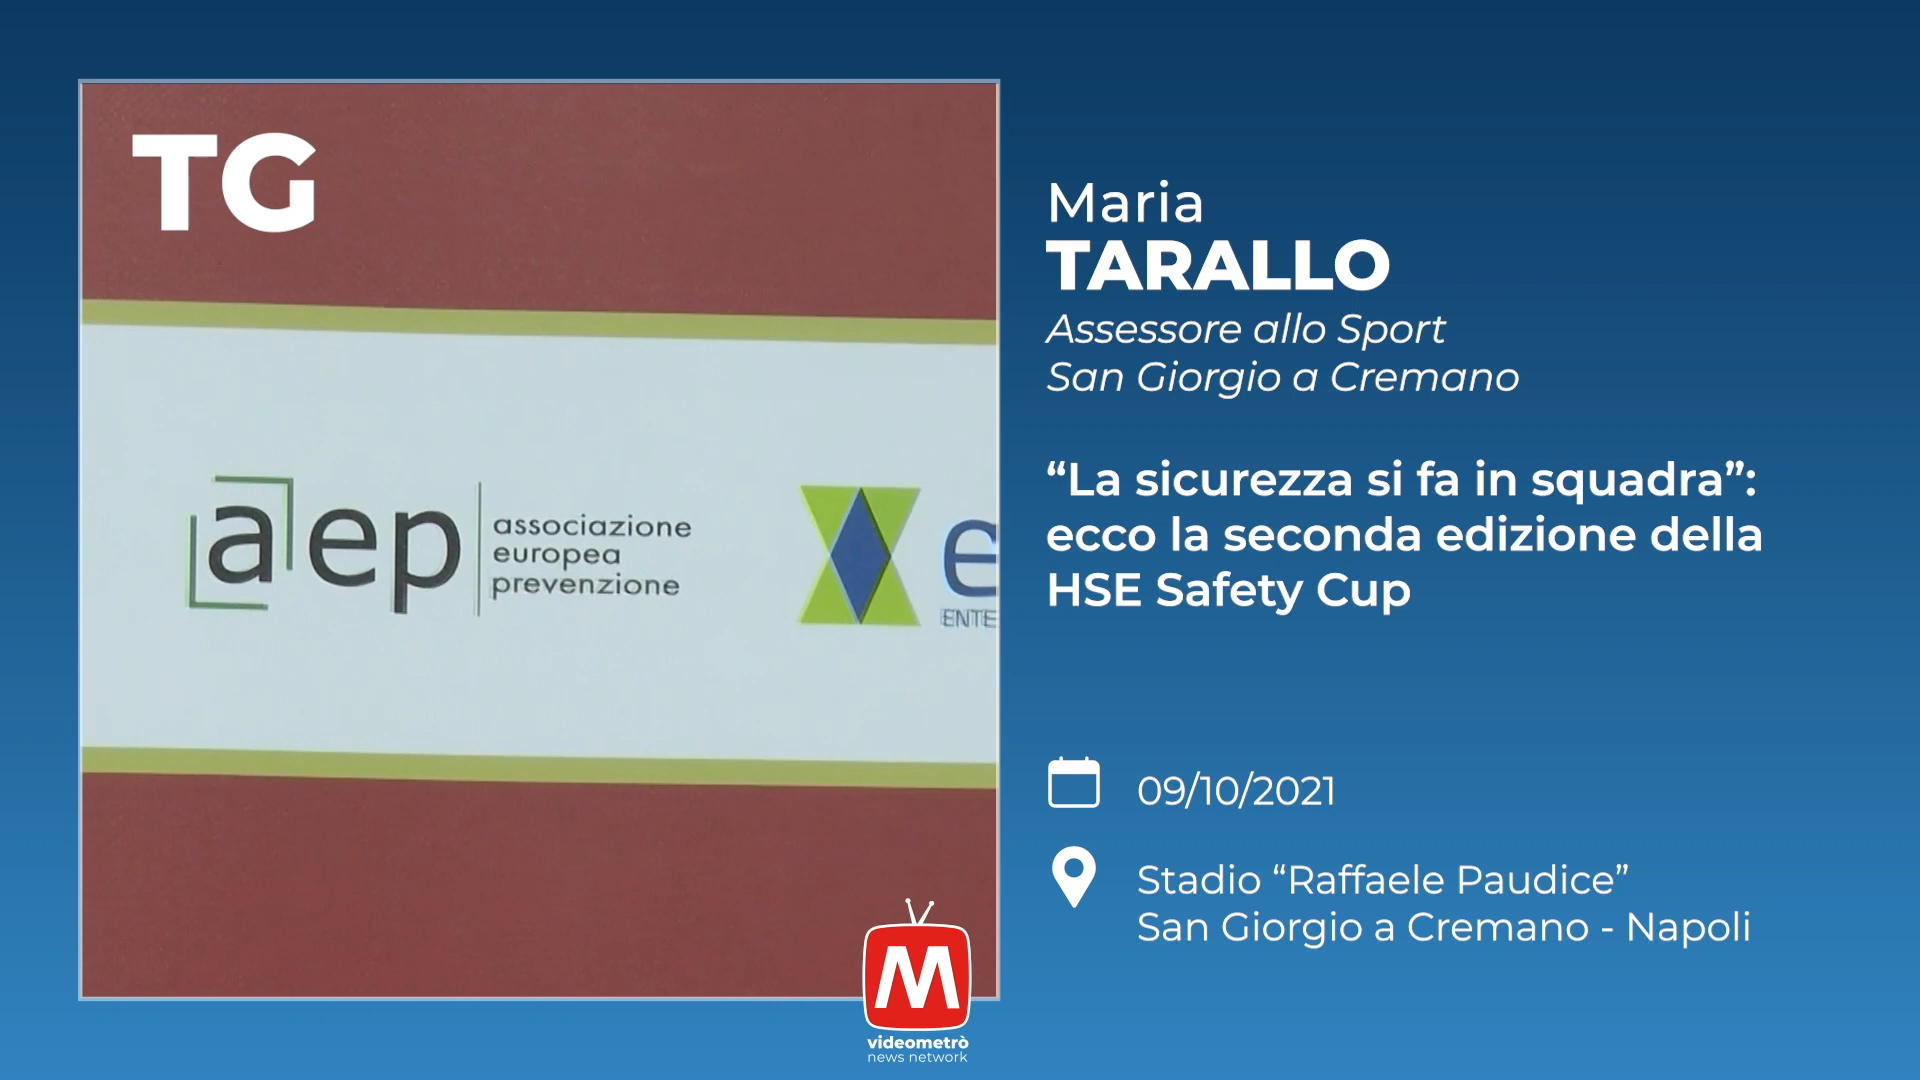 TG
aep
associazione
europea
prevenzione
e
ENTE
Maria
TARALLO
Assessore allo Sport
San Giorgio a Cremano
“La sicurezza si fa in squadra”:
ecco la seconda edizione della
HSE Safety Cup
09/10/2021
Stadio “Raffaele Paudice”
San Giorgio a Cremano - Napoli
M
videometrò
news network